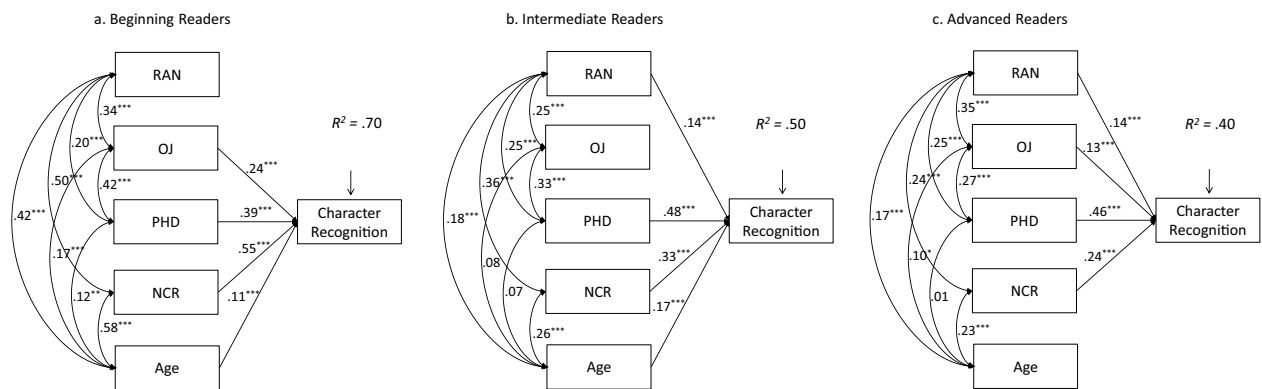 a. Beginning Readers
RAN
OJ
PHD
NCR
Age
.34***
.20***
.42***
.50***
.42***
.17***
.12**
.58***
.24***
.39***
.55***
.11***
R² = .70
Character
Recognition
b. Intermediate Readers
RAN
OJ
PHD
NCR
Age
.25***
.25***
.33***
.36***
.18***
.08
.07
.26***
.14***
.48***
.33***
.17***
R² = .50
Character
Recognition
c. Advanced Readers
RAN
OJ
PHD
NCR
Age
.35***
.25***
.27***
.24***
.17***
.10*
.01
.23***
.14***
.13***
.46***
.24***
R² = .40
Character
Recognition